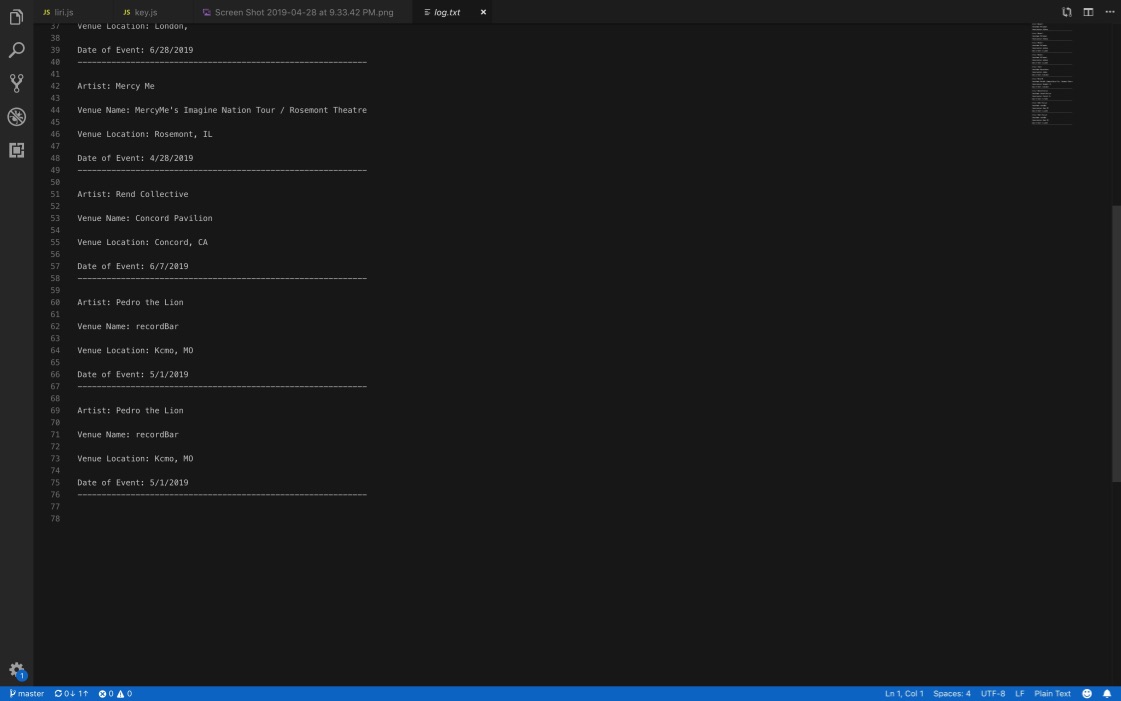 JS liri.js JS key.js Screen Shot 2019-04-28 at 9.33.42 PM.png log.txt ×
37 Venue Location: London,
38
39 Date of Event: 6/28/2019
40 ------------------------------------------------------------
41
42 Artist: Mercy Me
43
44 Venue Name: MercyMe's Imagine Nation Tour / Rosemont Theatre
45
46 Venue Location: Rosemont, IL
47
48 Date of Event: 4/28/2019
49 ------------------------------------------------------------
50
51 Artist: Rend Collective
52
53 Venue Name: Concord Pavilion
54
55 Venue Location: Concord, CA
56
57 Date of Event: 6/7/2019
58 ------------------------------------------------------------
59
60 Artist: Pedro the Lion
61
62 Venue Name: recordBar
63
64 Venue Location: Kcmo, MO
65
66 Date of Event: 5/1/2019
67 ------------------------------------------------------------
68
69 Artist: Pedro the Lion
70
71 Venue Name: recordBar
72
73 Venue Location: Kcmo, MO
74
75 Date of Event: 5/1/2019
76 ------------------------------------------------------------
77
78
1
master 0↓ 1↑ 0 0 Ln 1, Col 1 Spaces: 4 UTF-8 LF Plain Text